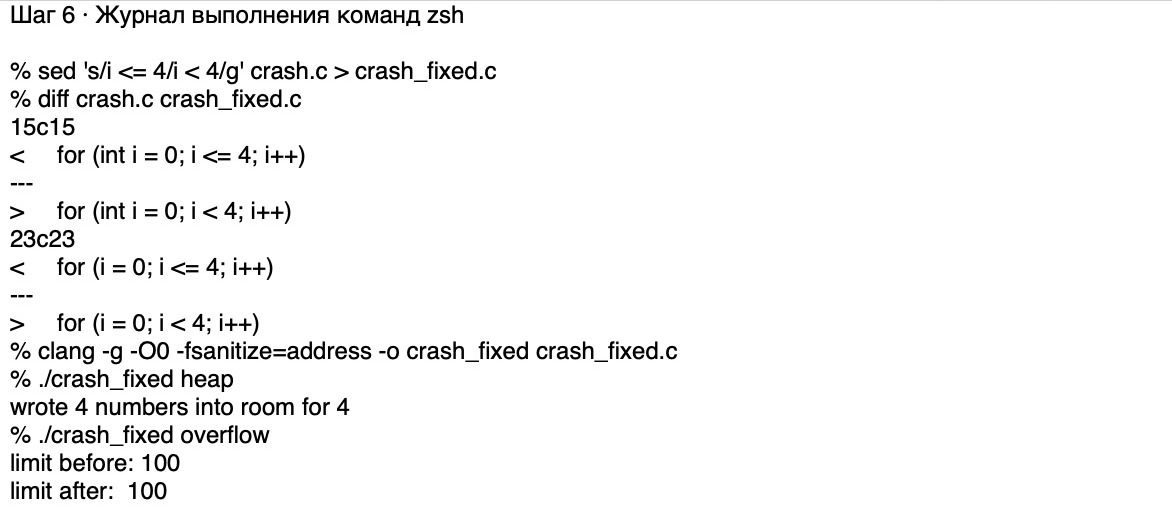 Шаг 6 · Журнал выполнения команд zsh
% sed 's/i <= 4/i < 4/g' crash.c > crash_fixed.c
% diff crash.c crash_fixed.c
15c15
<     for (int i = 0; i <= 4; i++)
---
>     for (int i = 0; i < 4; i++)
23c23
<     for (i = 0; i <= 4; i++)
---
>     for (i = 0; i < 4; i++)
% clang -g -O0 -fsanitize=address -o crash_fixed crash_fixed.c
% ./crash_fixed heap
wrote 4 numbers into room for 4
% ./crash_fixed overflow
limit before: 100
limit after:  100